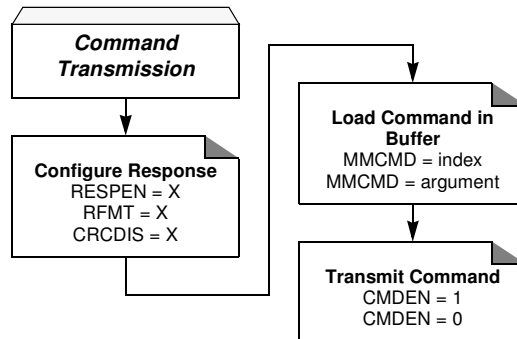 Command
Transmission
Configure Response
RESPEN = X
RFMT = X
CRCDIS = X
Load Command in
Buffer
MMCMD = index
MMCMD = argument
Transmit Command
CMDEN = 1
CMDEN = 0